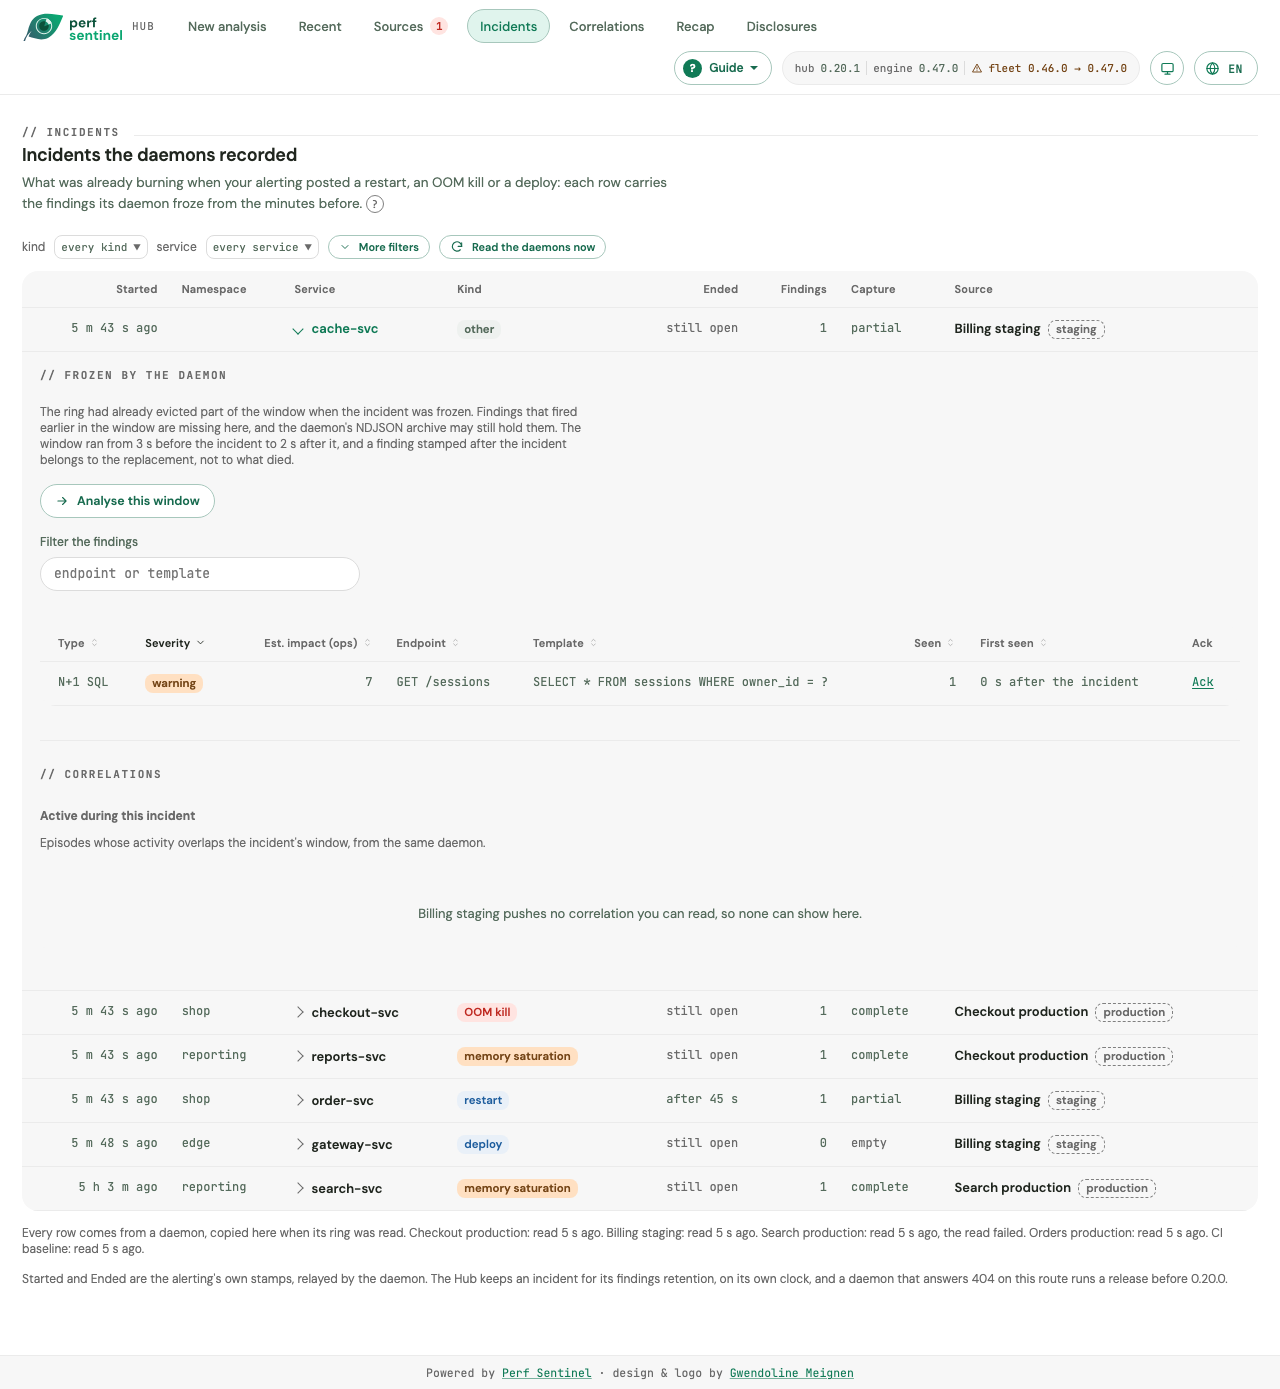 perf sentinel HUB New analysis Recent Sources 1 Incidents Correlations Recap Disclosures
? Guide hub 0.20.1 engine 0.47.0 ⚠ fleet 0.46.0 → 0.47.0 EN
// INCIDENTS
Incidents the daemons recorded
What was already burning when your alerting posted a restart, an OOM kill or a deploy: each row carries
the findings its daemon froze from the minutes before. ?
kind every kind ▼ service every service ▼ More filters Read the daemons now
Started Namespace Service Kind Ended Findings Capture Source
5 m 43 s ago cache-svc other still open 1 partial Billing staging staging
// FROZEN BY THE DAEMON
The ring had already evicted part of the window when the incident was frozen. Findings that fired
earlier in the window are missing here, and the daemon's NDJSON archive may still hold them. The
window ran from 3 s before the incident to 2 s after it, and a finding stamped after the incident
belongs to the replacement, not to what died.
→ Analyse this window
Filter the findings
endpoint or template
Type Severity Est. impact (ops) Endpoint Template Seen First seen Ack
N+1 SQL warning 7 GET /sessions SELECT * FROM sessions WHERE owner_id = ? 1 0 s after the incident Ack
// CORRELATIONS
Active during this incident
Episodes whose activity overlaps the incident's window, from the same daemon.
Billing staging pushes no correlation you can read, so none can show here.
5 m 43 s ago shop checkout-svc OOM kill still open 1 complete Checkout production production
5 m 43 s ago reporting reports-svc memory saturation still open 1 complete Checkout production production
5 m 43 s ago shop order-svc restart after 45 s 1 partial Billing staging staging
5 m 48 s ago edge gateway-svc deploy still open 0 empty Billing staging staging
5 h 3 m ago reporting search-svc memory saturation still open 1 complete Search production production
Every row comes from a daemon, copied here when its ring was read. Checkout production: read 5 s ago. Billing staging: read 5 s ago. Search production: read 5 s ago, the read failed. Orders production: read 5 s ago. CI
baseline: read 5 s ago.
Started and Ended are the alerting's own stamps, relayed by the daemon. The Hub keeps an incident for its findings retention, on its own clock, and a daemon that answers 404 on this route runs a release before 0.20.0.
Powered by Perf Sentinel · design & logo by Gwendoline Meignen